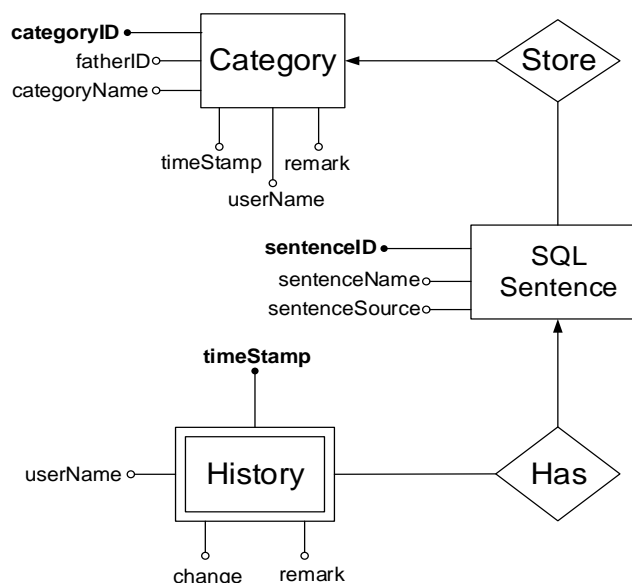 categoryID
fatherID
categoryName
Category
Store
timeStamp
remark
userName
sentenceID
sentenceName
sentenceSource
SQL
Sentence
timeStamp
userName
History
Has
change
remark